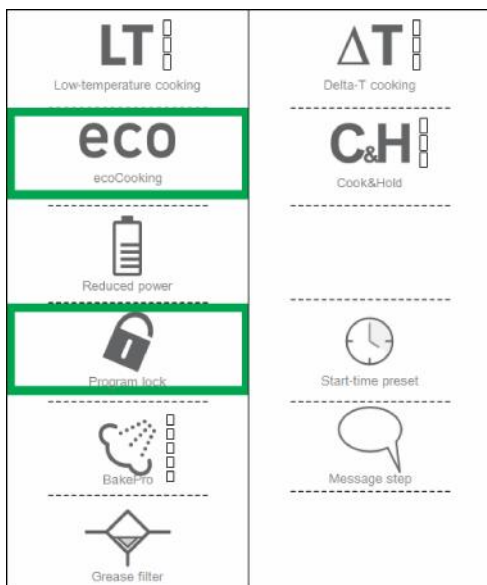 LT
ΔT
Low-temperature cooking
Delta-T cooking
eco
C&H
ecoCooking
Cook&Hold
Reduced power
Program lock
Start-time preset
BakePro
Message step
Grease filter